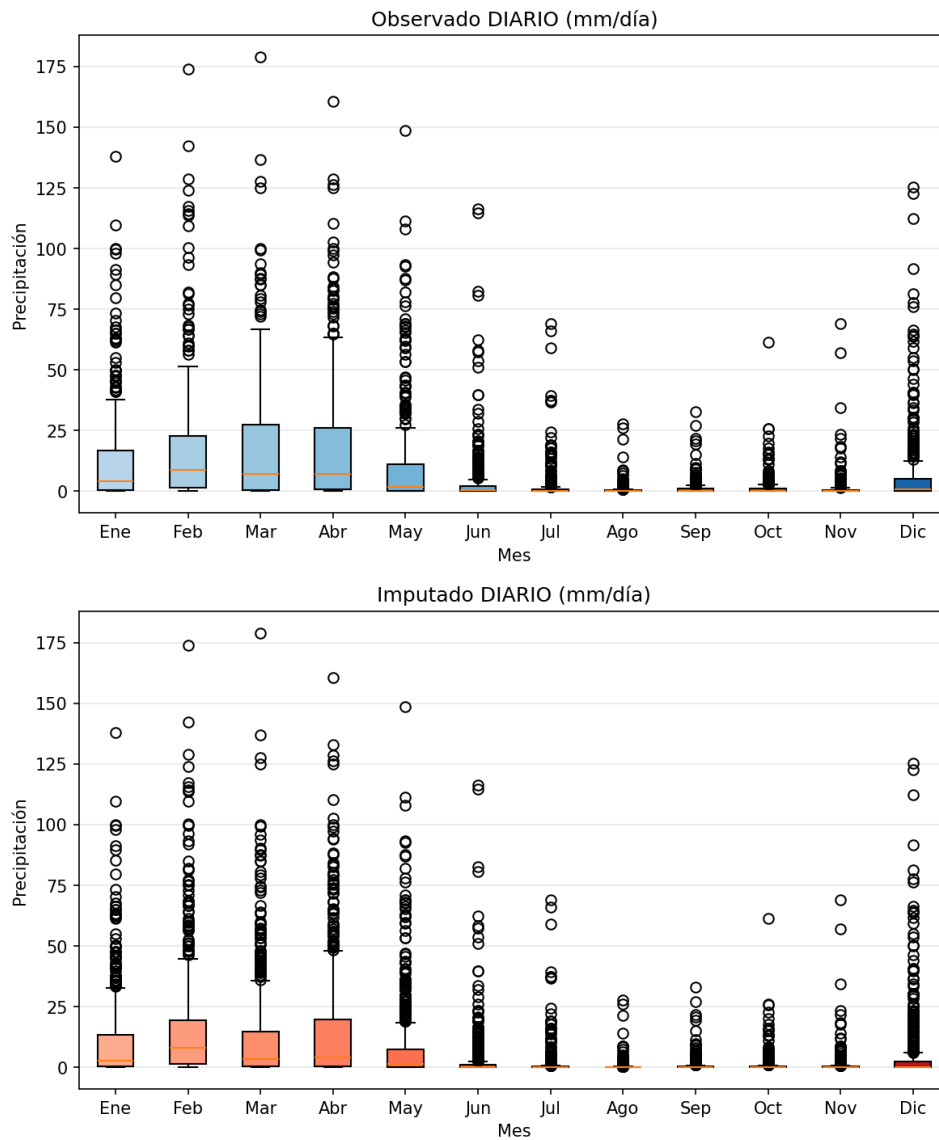 Observado DIARIO (mm/día)
Precipitación
175
150
125
100
75
50
25
0
Ene Feb Mar Abr May Jun Jul Ago Sep Oct Nov Dic
Mes
Imputado DIARIO (mm/día)
Precipitación
175
150
125
100
75
50
25
0
Ene Feb Mar Abr May Jun Jul Ago Sep Oct Nov Dic
Mes